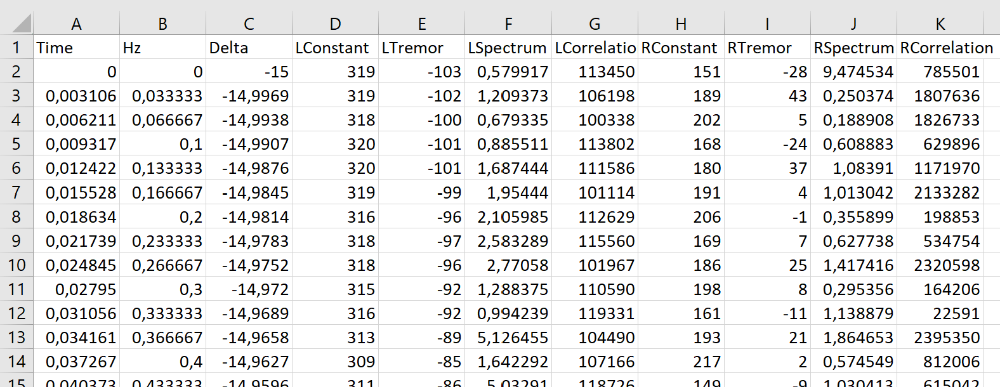 A B C D E F G H I J K
1 Time Hz Delta LConstant LTremor LSpectrum LCorrelatio RConstant RTremor RSpectrum RCorrelation
2 0 0 -15 319 -103 0,579917 113450 151 -28 9,474534 785501
3 0,003106 0,033333 -14,9969 319 -102 1,209373 106198 189 43 0,250374 1807636
4 0,006211 0,066667 -14,9938 318 -100 0,679335 100338 202 5 0,188908 1826733
5 0,009317 0,1 -14,9907 320 -101 0,885511 113802 168 -24 0,608883 629896
6 0,012422 0,133333 -14,9876 320 -101 1,687444 111586 180 37 1,08391 1171970
7 0,015528 0,166667 -14,9845 319 -99 1,95444 101114 191 4 1,013042 2133282
8 0,018634 0,2 -14,9814 316 -96 2,105985 112629 206 -1 0,355899 198853
9 0,021739 0,233333 -14,9783 318 -97 2,583289 115560 169 7 0,627738 534754
10 0,024845 0,266667 -14,9752 318 -96 2,77058 101967 186 25 1,417416 2320598
11 0,02795 0,3 -14,972 315 -92 1,288375 110590 198 8 0,295356 164206
12 0,031056 0,333333 -14,9689 316 -92 0,994239 119331 161 -11 1,138879 22591
13 0,034161 0,366667 -14,9658 313 -89 5,126455 104490 193 21 1,864653 2395350
14 0,037267 0,4 -14,9627 309 -85 1,642292 107166 217 2 0,574549 812006
15 0,040373 0,433333 -14,9596 311 -86 5,03291 118726 149 -9 1,030413 615042